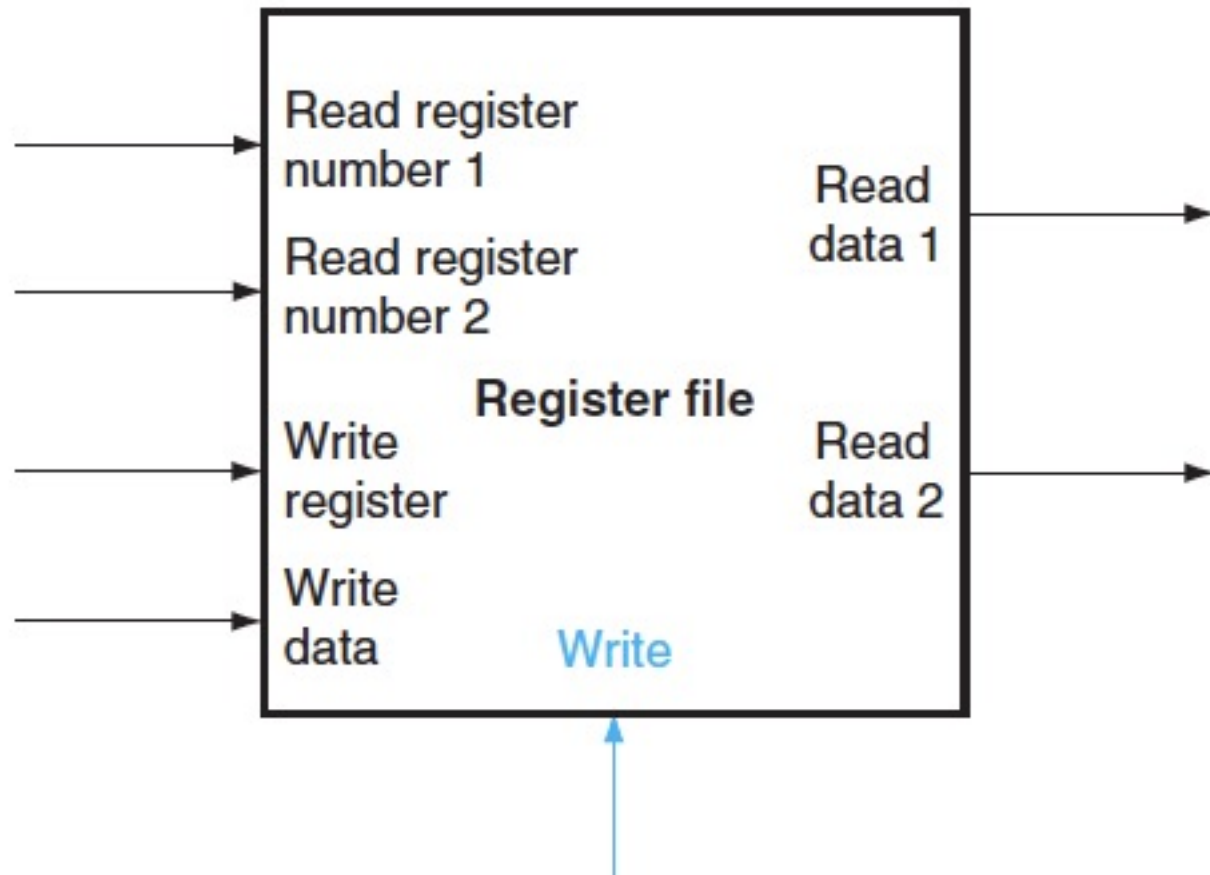 Read register
number 1
Read
data 1
Read register
number 2
Register file
Write
register
Read
data 2
Write
data
Write